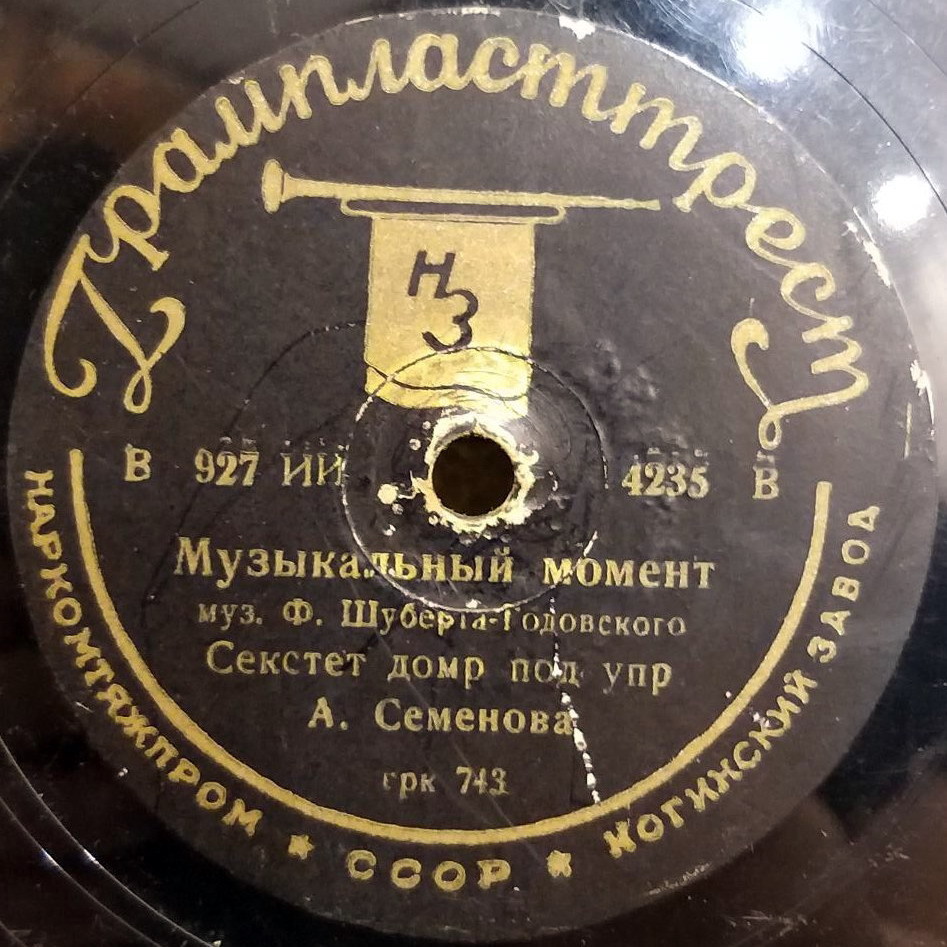 Грампласттрест
НЗ
В 927 ИИ 4235 В
Музыкальный момент
муз. Ф. Шуберта-Годовского
Секстет домр под упр
А. Семенова
грк 743
НАРКОМТЯЖПРОМ * СССР * НОГИНСКИЙ ЗАВОД